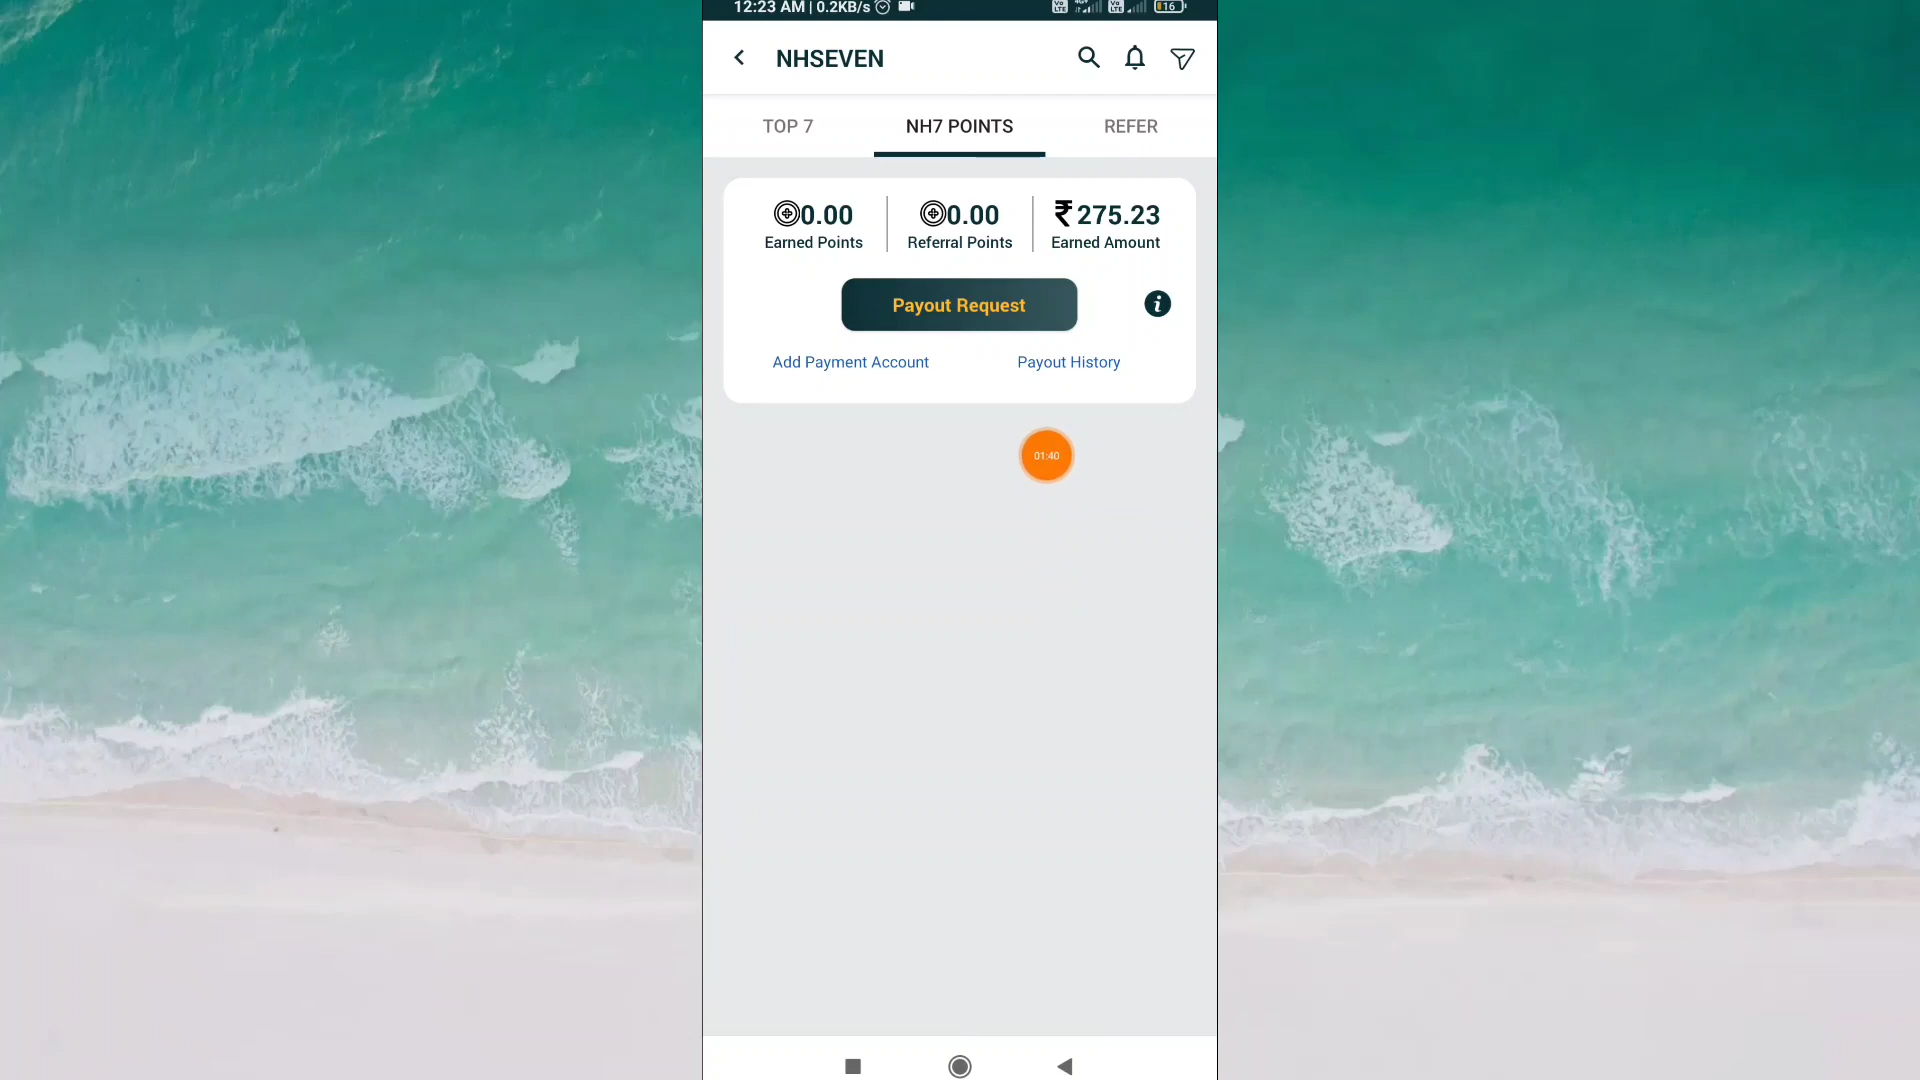 12:23 AM | 0.2KB/s
16
NHSEVEN
TOP 7
NH7 POINTS
REFER
0.00
0.00
₹ 275.23
Earned Points
Referral Points
Earned Amount
Payout Request
Add Payment Account
Payout History
01:40